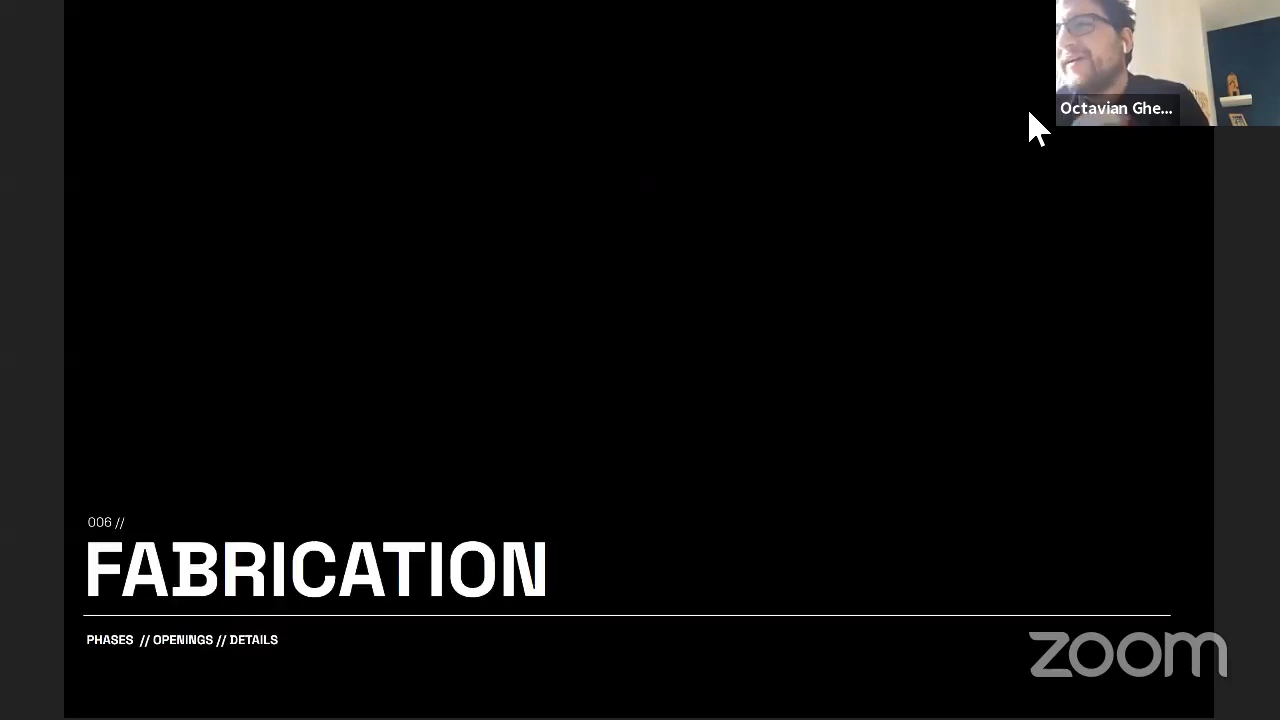 Octavian Ghe...
006 //
FABRICATION
PHASES // OPENINGS // DETAILS
zoom